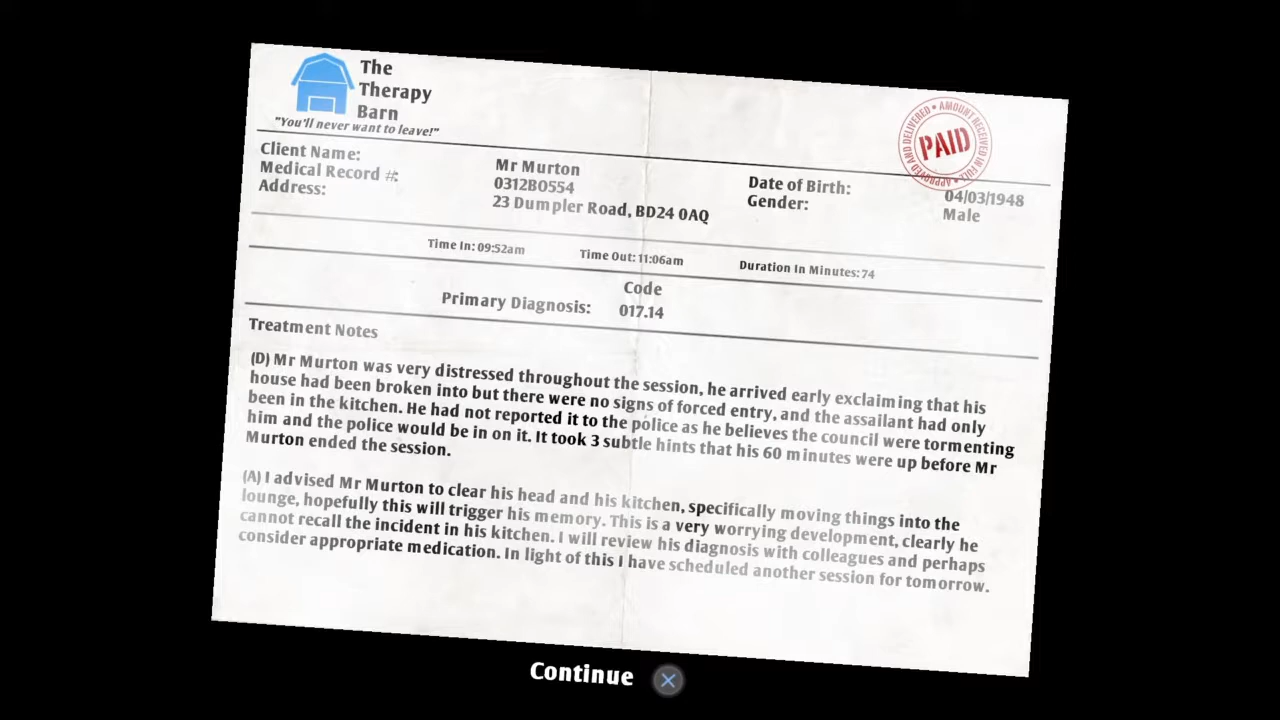 The
Therapy
Barn
"You'll never want to leave!"
APPROVED AND DELIVERED • AMOUNT RECEIVED IN FULL •
PAID
Client Name: Mr Murton Date of Birth: 04/03/1948
Medical Record #: 0312B0554 Gender: Male
Address: 23 Dumpler Road, BD24 0AQ
Time In: 09:52am Time Out: 11:06am Duration In Minutes: 74
Code
Primary Diagnosis: 017.14
Treatment Notes
(D) Mr Murton was very distressed throughout the session, he arrived early exclaiming that his
house had been broken into but there were no signs of forced entry, and the assailant had only
been in the kitchen. He had not reported it to the police as he believes the council were tormenting
him and the police would be in on it. It took 3 subtle hints that his 60 minutes were up before Mr
Murton ended the session.
(A) I advised Mr Murton to clear his head and his kitchen, specifically moving things into the
lounge, hopefully this will trigger his memory. This is a very worrying development, clearly he
cannot recall the incident in his kitchen. I will review his diagnosis with colleagues and perhaps
consider appropriate medication. In light of this I have scheduled another session for tomorrow.
Continue